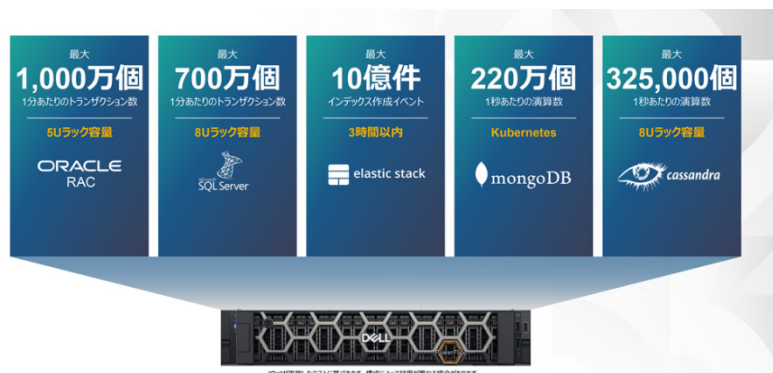 最大
1,000万個
1分あたりのトランザクション数
5Uラック容量
ORACLE
RAC
最大
700万個
1分あたりのトランザクション数
8Uラック容量
Microsoft
SQL Server
最大
10億件
インデックス作成イベント
3時間以内
elastic stack
最大
220万個
1秒あたりの演算数
Kubernetes
mongoDB
最大
325,000個
1秒あたりの演算数
8Uラック容量
cassandra
DELL